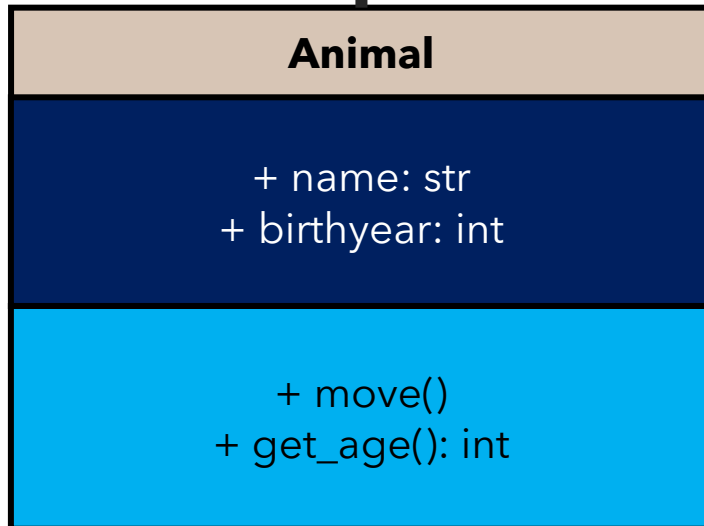 Animal
+ name: str
+ birthyear: int
+ move()
+ get_age(): int